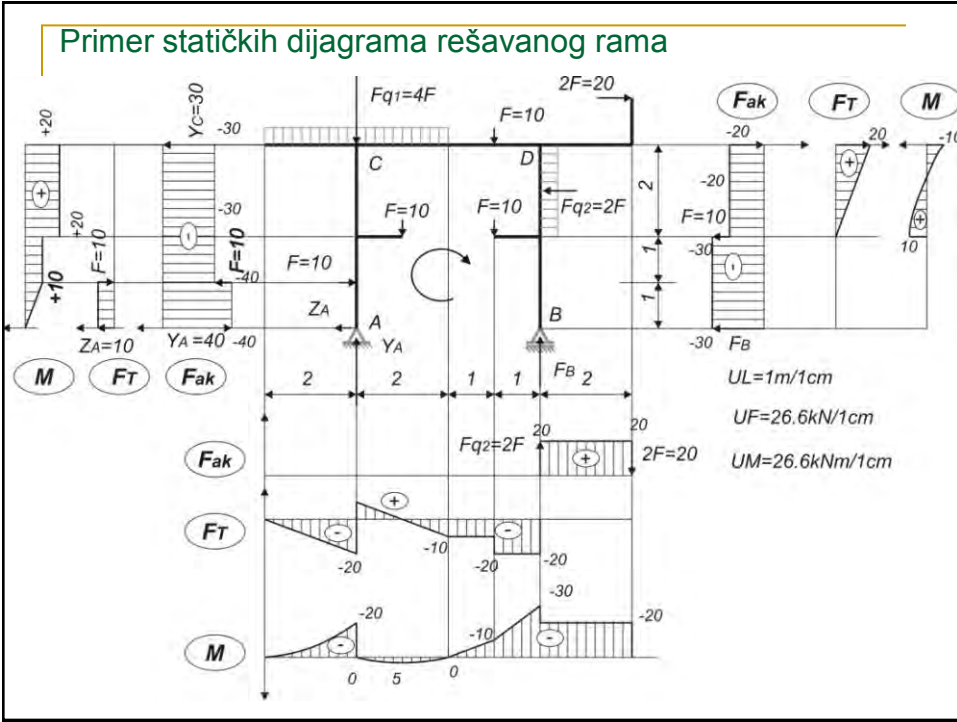 Primer statičkih dijagrama rešavanog rama
+20
+
+20
+10
M
F=10
ZA=10
FT
YC=30
-30
-30
F=10
-40
-
YA=40
-40
Fak
Fq1=4F
F=10
2F=20
C
D
F=10
F=10
Fq2=2F
F=10
ZA
A
YA
B
FB
2
1
1
2
2
1
1
2
Fak
-20
-20
F=10
-30
-
-30
FB
FT
20
+
M
-10
+
10
UL=1m/1cm
UF=26.6kN/1cm
UM=26.6kNm/1cm
Fak
Fq2=2F
20
20
+
2F=20
FT
+
-
-20
-10
-20
-
-20
M
-20
-
0
5
0
-10
-30
-
-20